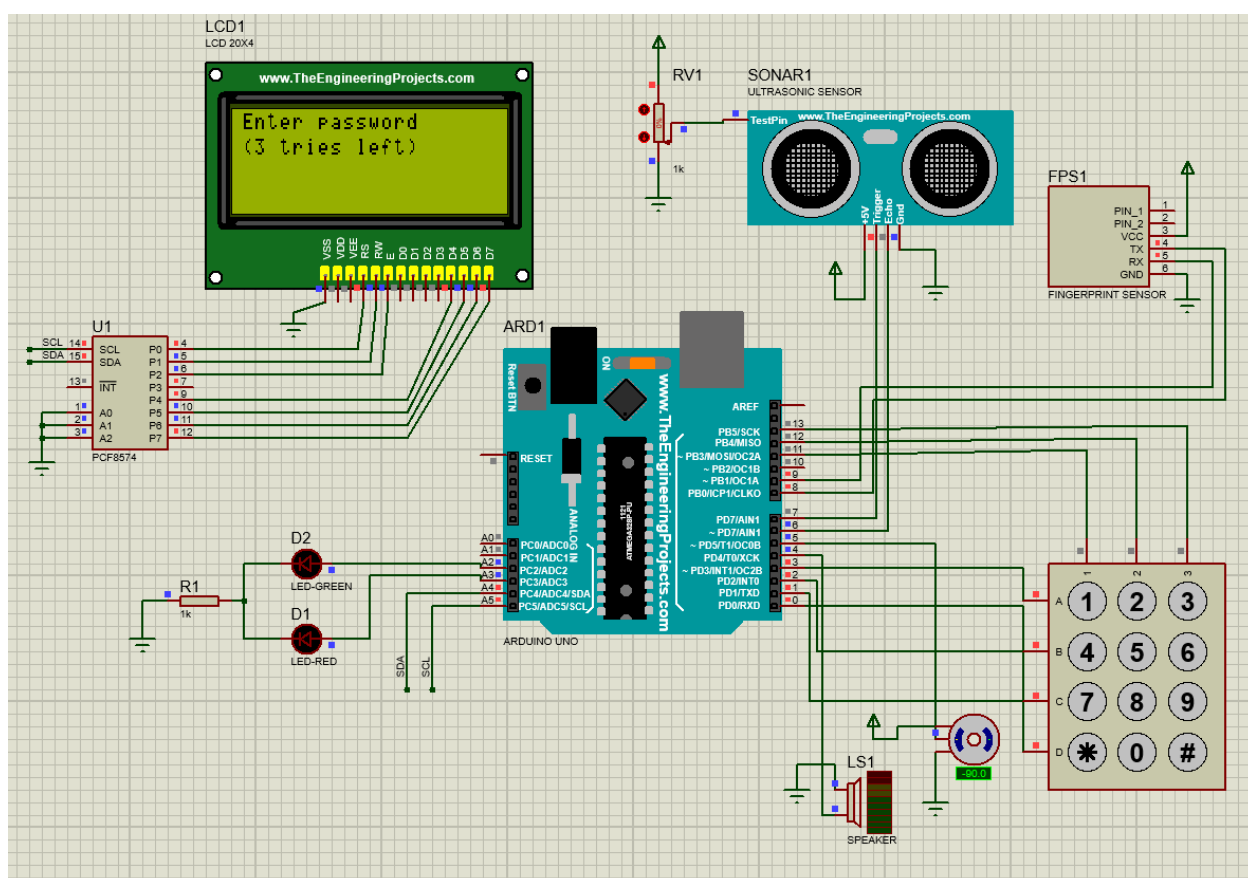 LCD1
LCD 20X4
www.TheEngineeringProjects.com
Enter password
(3 tries left)
VSS
VDD
VEE
RS
RW
E
D0
D1
D2
D3
D4
D5
D6
D7
RV1
0%
1k
SONAR1
ULTRASONIC SENSOR
TestPin
www.TheEngineeringProjects.com
+5V
Trigger
Echo
Gnd
FPS1
PIN_1 1
PIN_2 2
VCC 3
TX 4
RX 5
GND 6
FINGERPRINT SENSOR
U1
SCL 14 SCL
SDA 15 SDA
13 INT
1 A0
2 A1
3 A2
P0 4
P1 5
P2 6
P3 7
P4 9
P5 10
P6 11
P7 12
PCF8574
ARD1
Reset BTN
ON
www.TheEngineeringProjects.com
AREF
PB5/SCK 13
PB4/MISO 12
~ PB3/MOSI/OC2A 11
~ PB2/OC1B 10
~ PB1/OC1A 9
PB0/ICP1/CLKO 8
PD7/AIN1 7
~ PD7/AIN1 6
~ PD5/T1/OC0B 5
PD4/T0/XCK 4
~ PD3/INT1/OC2B 3
PD2/INT0 2
PD1/TXD 1
PD0/RXD 0
RESET
ANALOG IN
1121
ATMEGA328P-PU
A0 PC0/ADC0
A1 PC1/ADC1
A2 PC2/ADC2
A3 PC3/ADC3
A4 PC4/ADC4/SDA
A5 PC5/ADC5/SCL
ARDUINO UNO
SDA
SCL
D2
LED-GREEN
R1
1k
D1
LED-RED
LS1
SPEAKER
-90.0
1
2
3
A 1 2 3
B 4 5 6
C 7 8 9
D * 0 #